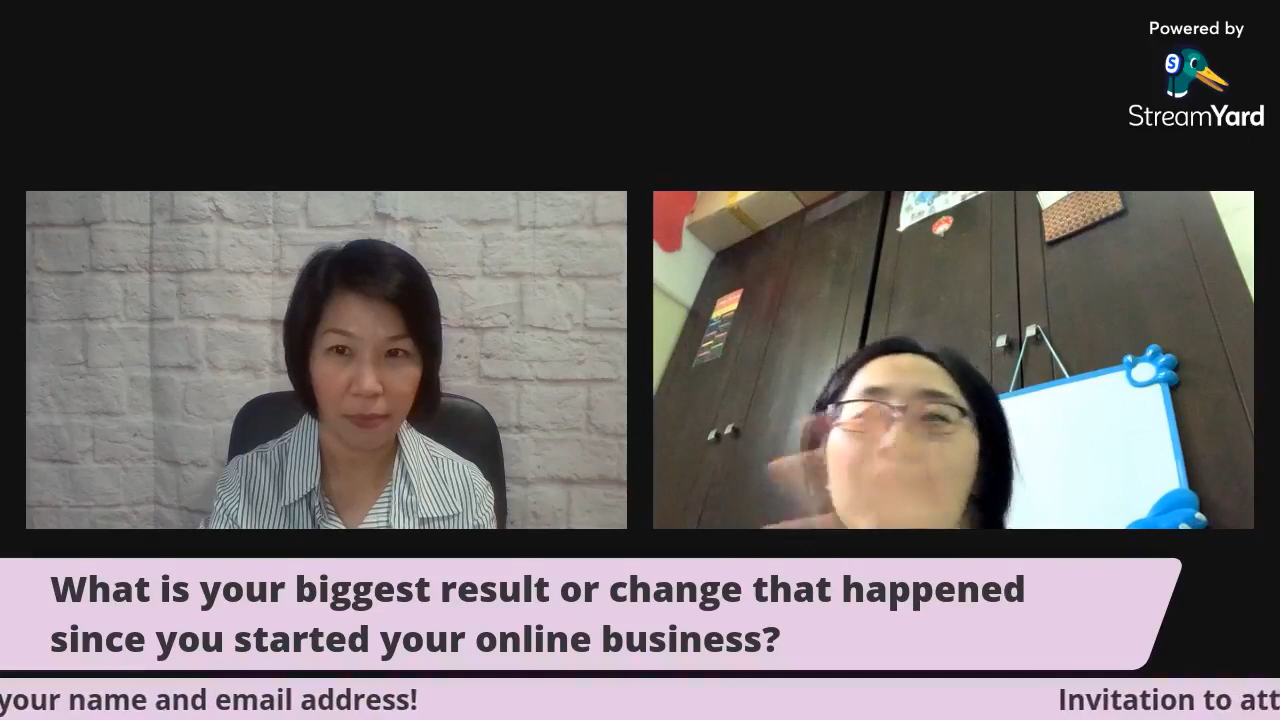 Powered by
S
StreamYard
What is your biggest result or change that happened
since you started your online business?
your name and email address!
Invitation to att